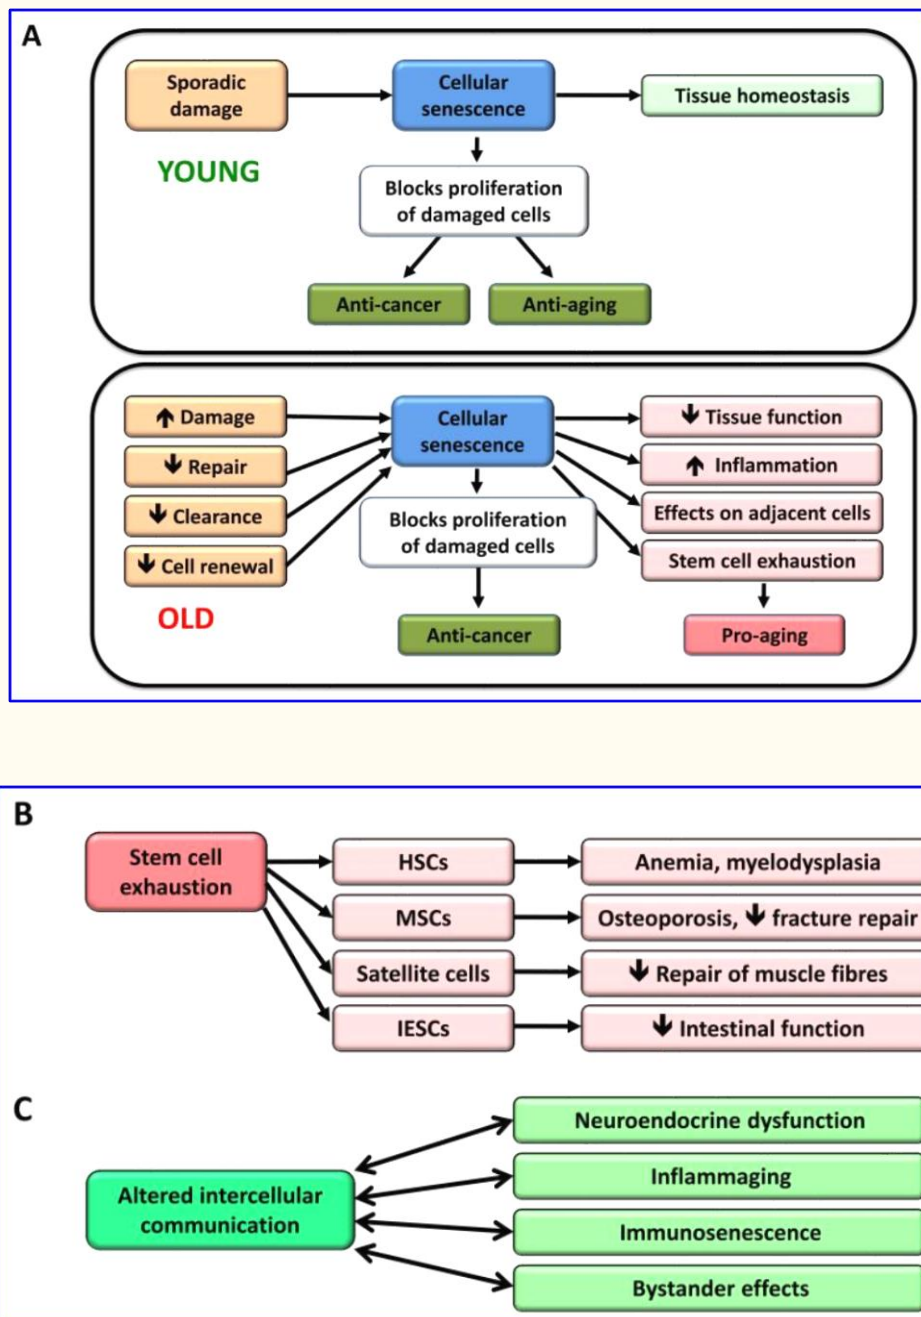 A
Sporadic
damage
Cellular
senescence
Tissue homeostasis
YOUNG
Blocks proliferation
of damaged cells
Anti-cancer
Anti-aging
↑ Damage
↓ Repair
↓ Clearance
↓ Cell renewal
OLD
Cellular
senescence
Blocks proliferation
of damaged cells
Anti-cancer
↓ Tissue function
↑ Inflammation
Effects on adjacent cells
Stem cell exhaustion
Pro-aging
B
Stem cell
exhaustion
HSCs
Anemia, myelodysplasia
MSCs
Osteoporosis, ↓ fracture repair
Satellite cells
↓ Repair of muscle fibres
IESCs
↓ Intestinal function
C
Altered intercellular
communication
Neuroendocrine dysfunction
Inflammaging
Immunosenescence
Bystander effects